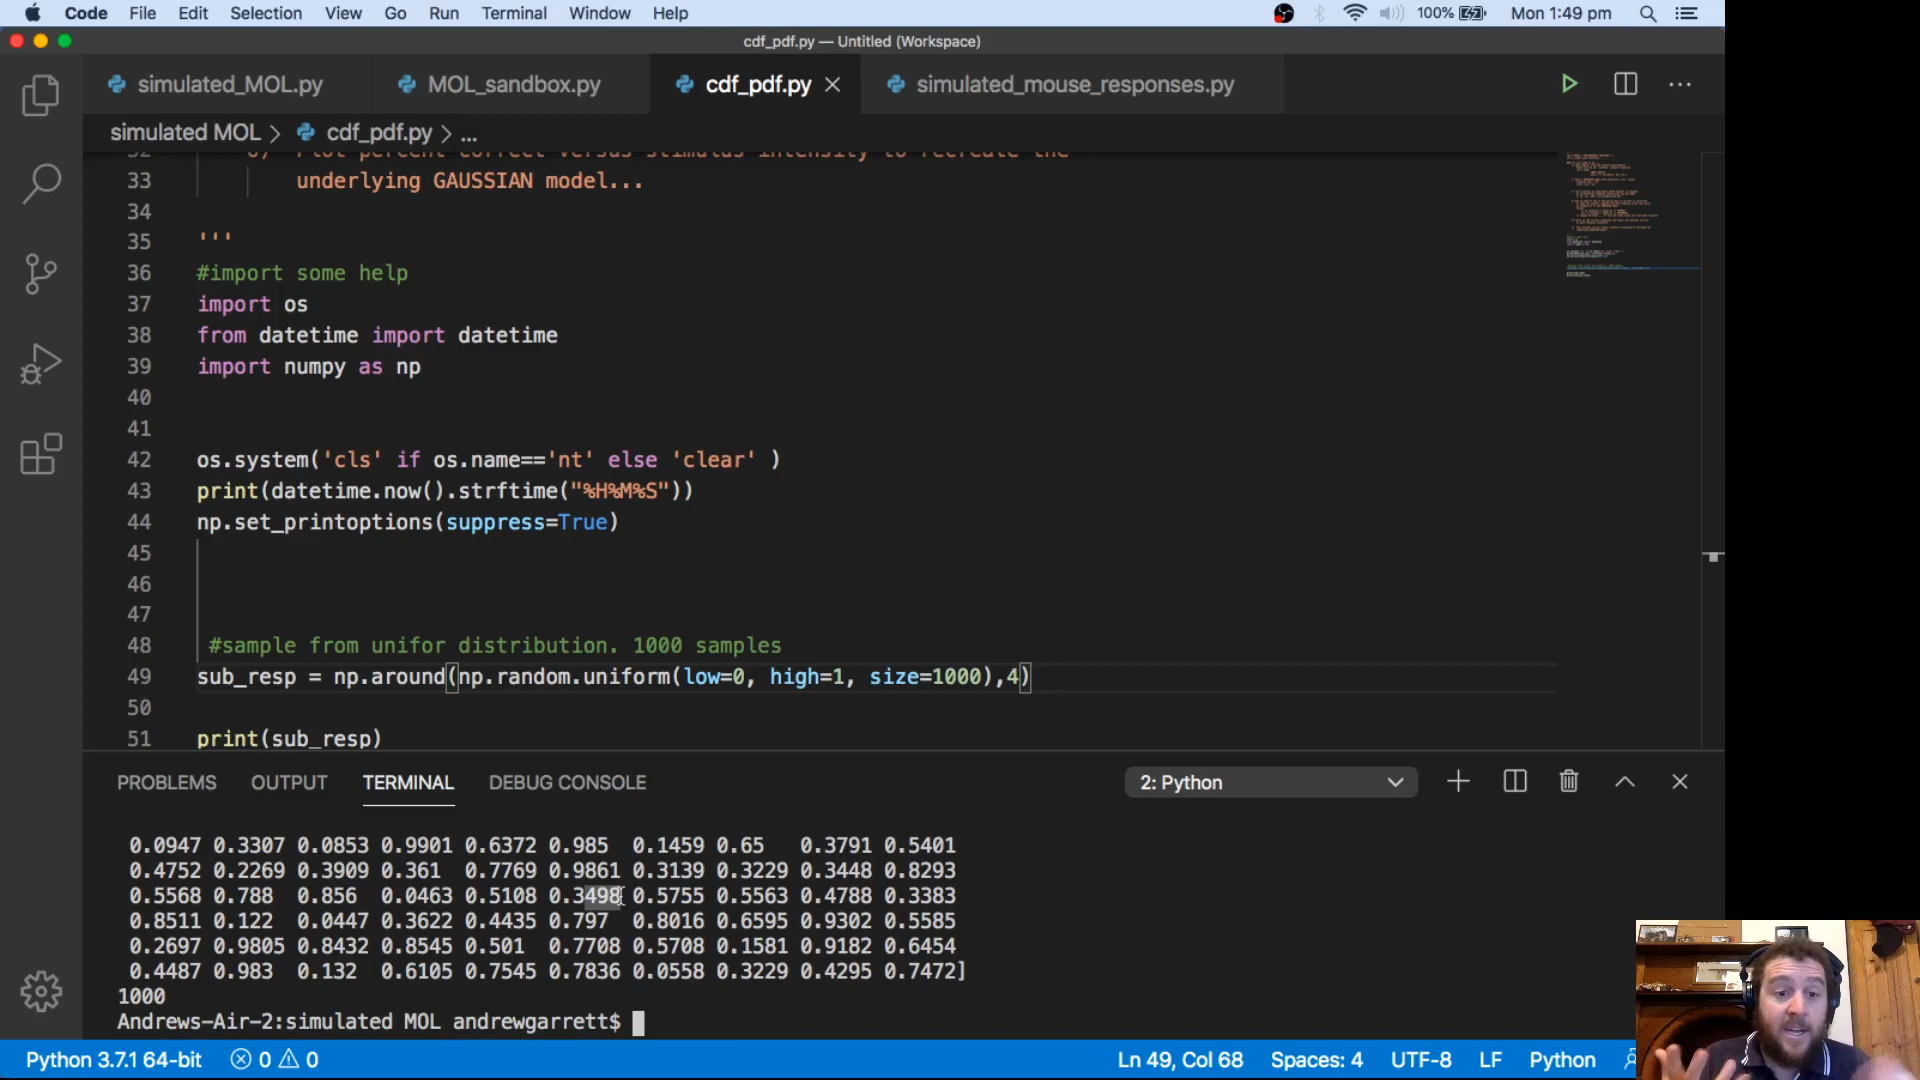 Code File Edit Selection View Go Run Terminal Window Help 100% Mon 1:49 pm
cdf_pdf.py — Untitled (Workspace)
simulated_MOL.py MOL_sandbox.py cdf_pdf.py simulated_mouse_responses.py
simulated MOL > cdf_pdf.py > ...
32 6) Plot percent correct versus stimulus intensity to recreate the
33 underlying GAUSSIAN model...
34
35 '''
36 #import some help
37 import os
38 from datetime import datetime
39 import numpy as np
40
41
42 os.system('cls' if os.name=='nt' else 'clear' )
43 print(datetime.now().strftime("%H%M%S"))
44 np.set_printoptions(suppress=True)
45
46
47
48 #sample from unifor distribution. 1000 samples
49 sub_resp = np.around(np.random.uniform(low=0, high=1, size=1000),4)
50
51 print(sub_resp)
PROBLEMS OUTPUT TERMINAL DEBUG CONSOLE 2: Python
0.0947 0.3307 0.0853 0.9901 0.6372 0.985 0.1459 0.65 0.3791 0.5401
0.4752 0.2269 0.3909 0.361 0.7769 0.9861 0.3139 0.3229 0.3448 0.8293
0.5568 0.788 0.856 0.0463 0.5108 0.3498 0.5755 0.5563 0.4788 0.3383
0.8511 0.122 0.0447 0.3622 0.4435 0.797 0.8016 0.6595 0.9302 0.5585
0.2697 0.9805 0.8432 0.8545 0.501 0.7708 0.5708 0.1581 0.9182 0.6454
0.4487 0.983 0.132 0.6105 0.7545 0.7836 0.0558 0.3229 0.4295 0.7472]
1000
Andrews-Air-2:simulated MOL andrewgarrett$
Python 3.7.1 64-bit 0 0 Ln 49, Col 68 Spaces: 4 UTF-8 LF Python